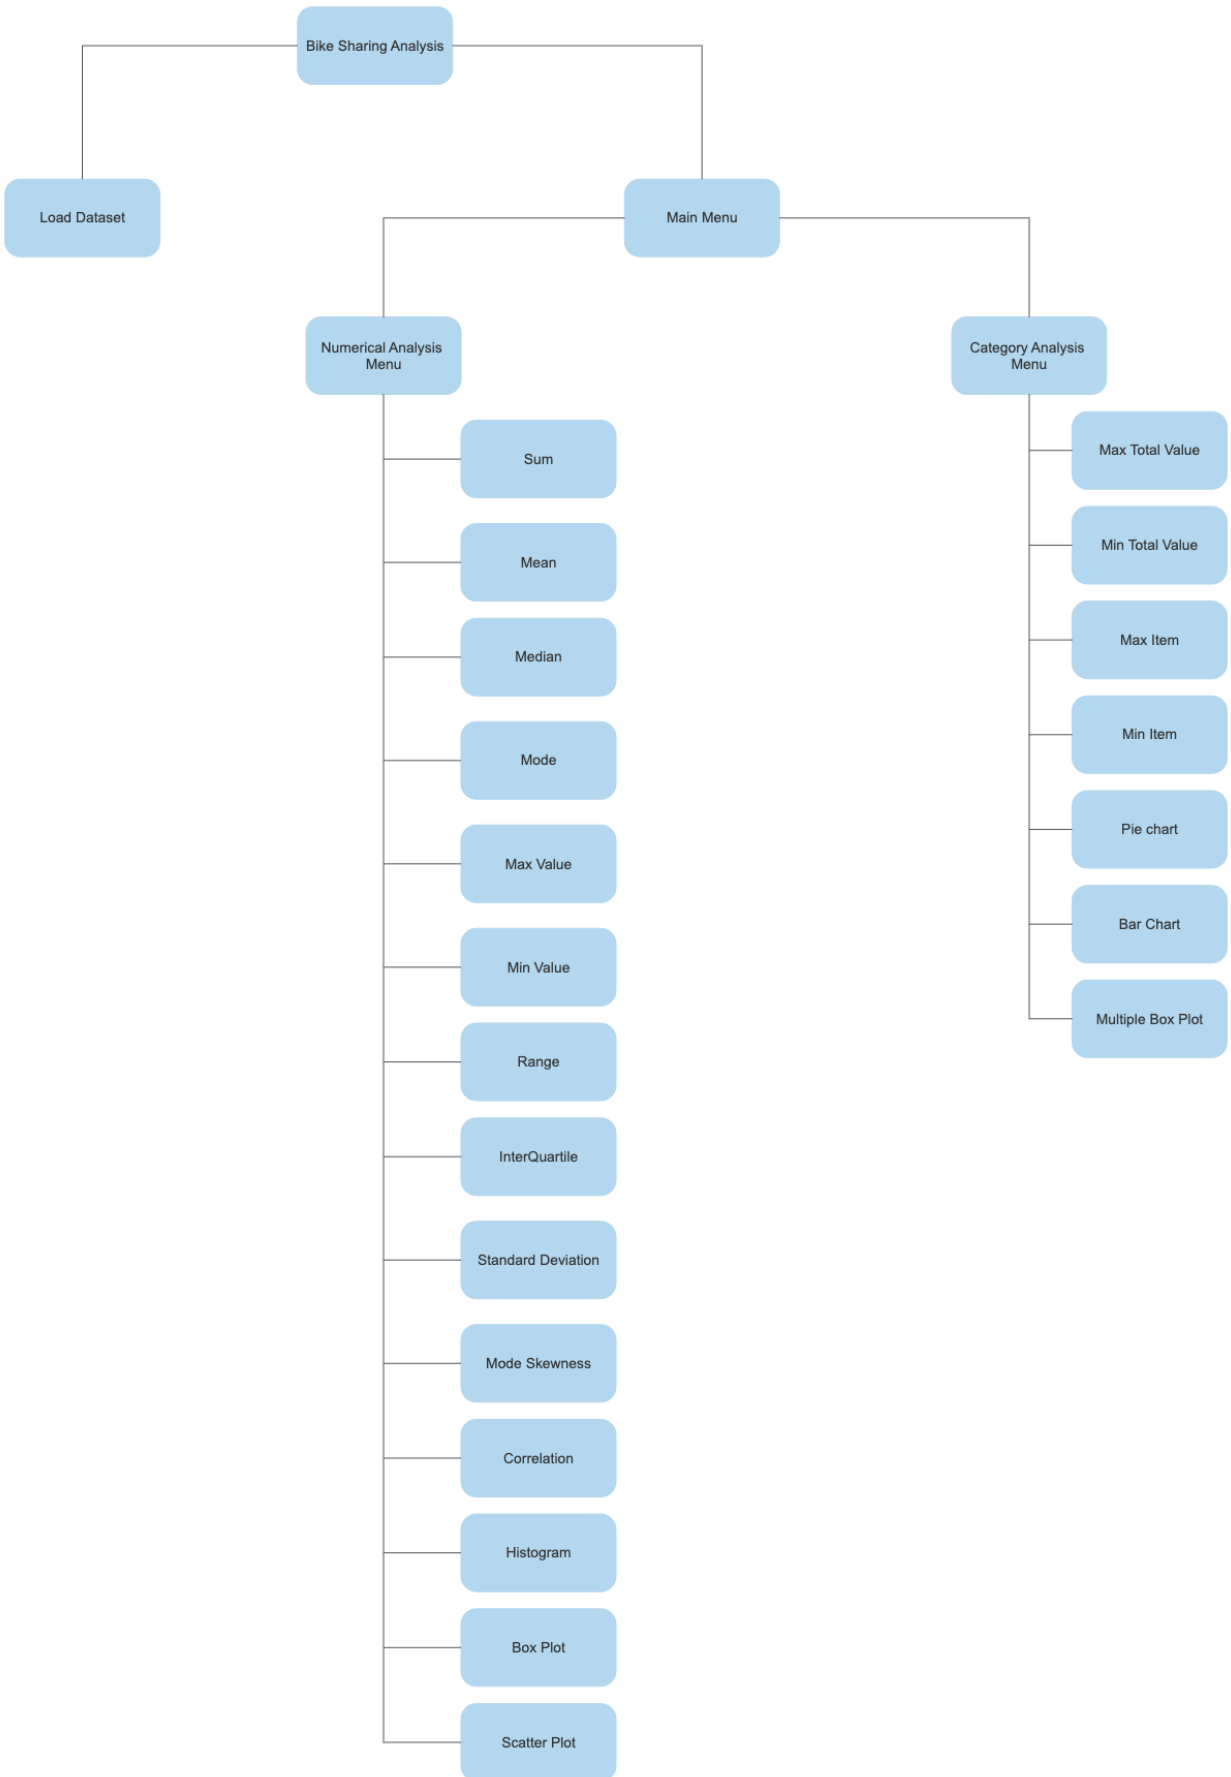 Bike Sharing Analysis
Load Dataset
Main Menu
Numerical Analysis
Menu
Category Analysis
Menu
Sum
Mean
Median
Mode
Max Value
Min Value
Range
InterQuartile
Standard Deviation
Mode Skewness
Correlation
Histogram
Box Plot
Scatter Plot
Max Total Value
Min Total Value
Max Item
Min Item
Pie chart
Bar Chart
Multiple Box Plot